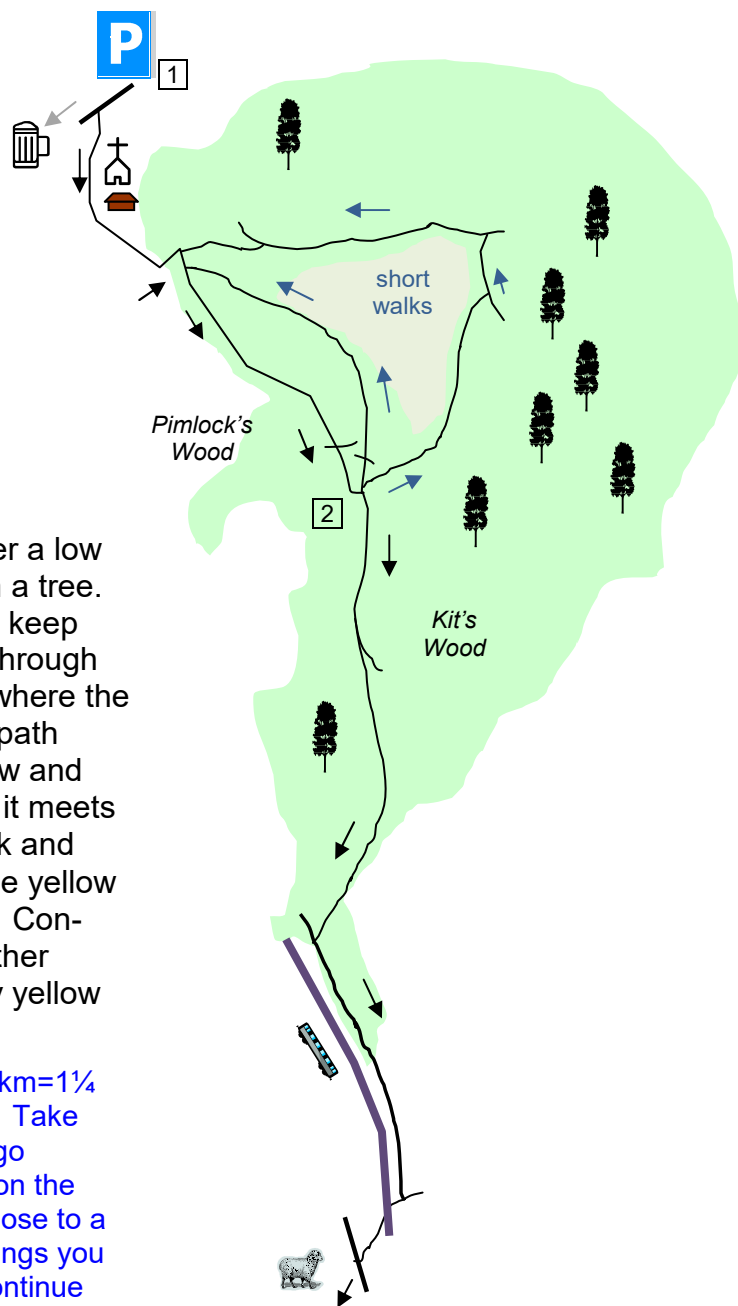 P
1
short
walks
Pimlock's
Wood
2
er a low
a tree.
keep
hrough
where the
path
w and
it meets
k and
e yellow
Con-
ther
y yellow
Kit's
Wood
km=1¼
Take
go
on the
ose to a
ngs you
ontinue